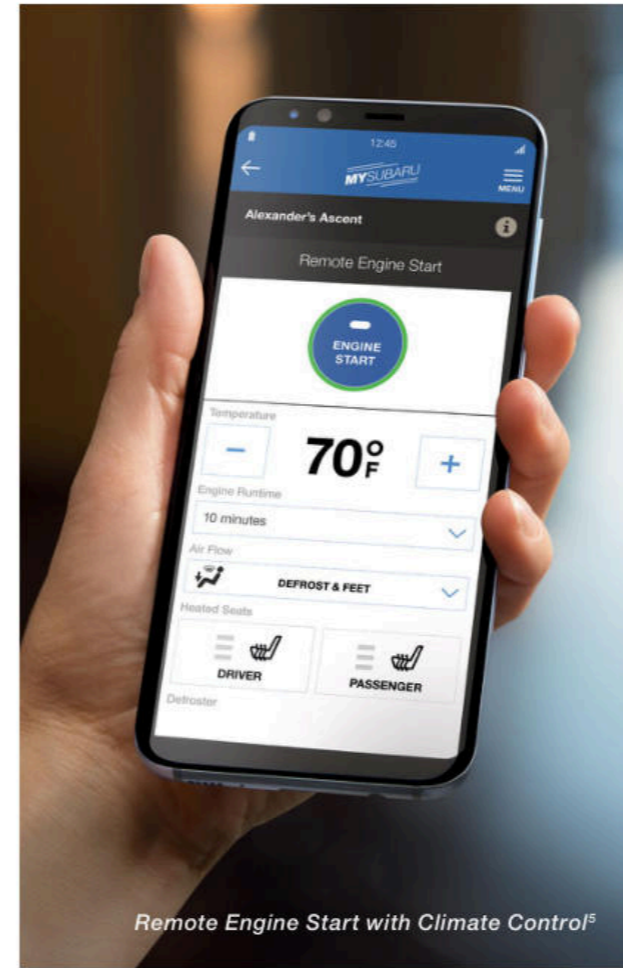 12:45
MYSUBARU
MENU
Alexander's Ascent
i
Remote Engine Start
ENGINE
START
Temperature
− 70°F +
Engine Runtime
10 minutes
Air Flow
DEFROST & FEET
Heated Seats
DRIVER
PASSENGER
Defroster
Remote Engine Start with Climate Control⁵